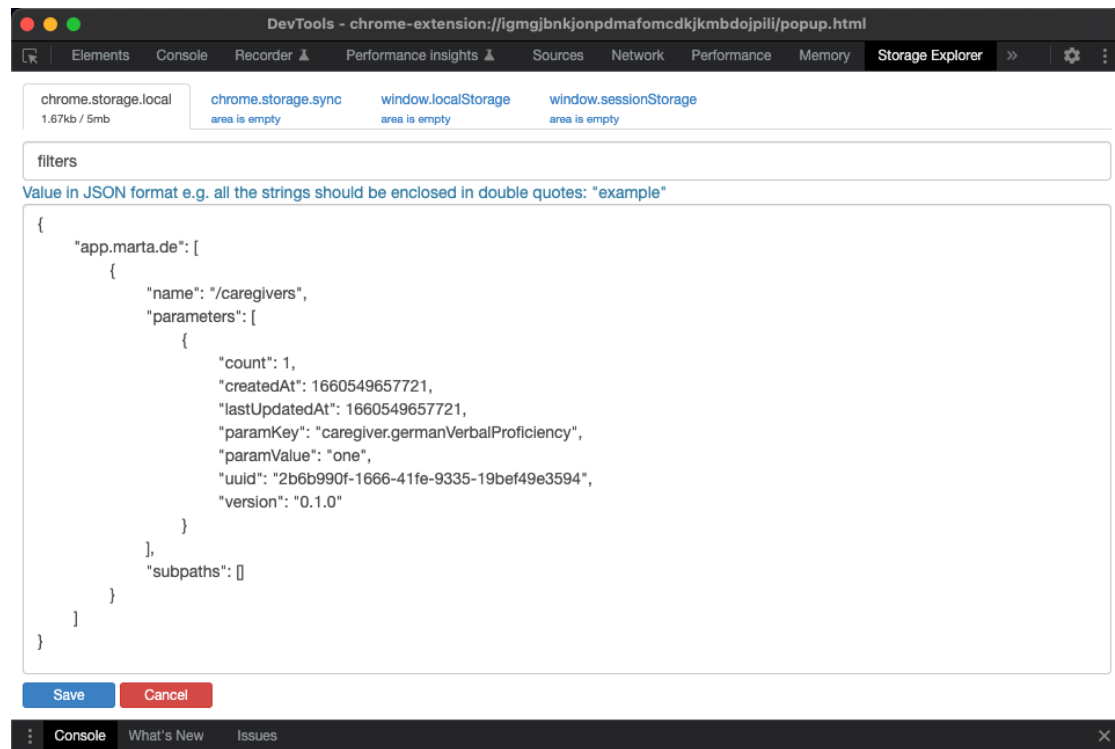 DevTools - chrome-extension://igmgjbnkjonpdmafomcdkjkmbdojpili/popup.html
Elements Console Recorder Performance insights Sources Network Performance Memory Storage Explorer »
chrome.storage.local chrome.storage.sync window.localStorage window.sessionStorage
1.67kb / 5mb area is empty area is empty area is empty
filters
Value in JSON format e.g. all the strings should be enclosed in double quotes: "example"
{
"app.marta.de": [
{
"name": "/caregivers",
"parameters": [
{
"count": 1,
"createdAt": 1660549657721,
"lastUpdatedAt": 1660549657721,
"paramKey": "caregiver.germanVerbalProficiency",
"paramValue": "one",
"uuid": "2b6b990f-1666-41fe-9335-19bef49e3594",
"version": "0.1.0"
}
],
"subpaths": []
}
]
}
Save Cancel
Console What's New Issues